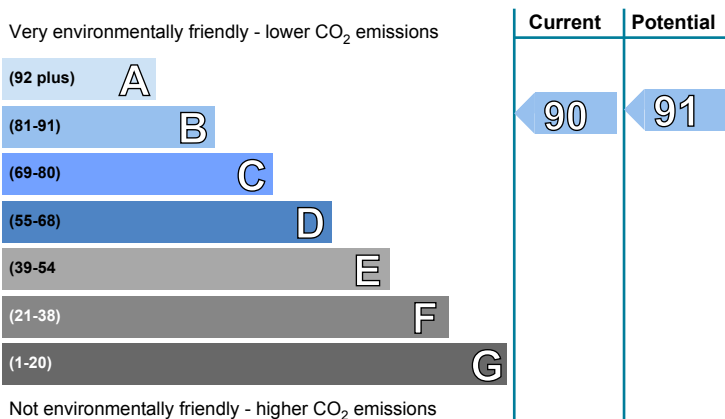 Very environmentally friendly - lower CO₂ emissions
Current
Potential
(92 plus) A
(81-91) B
90
91
(69-80) C
(55-68) D
(39-54 E
(21-38) F
(1-20) G
Not environmentally friendly - higher CO₂ emissions